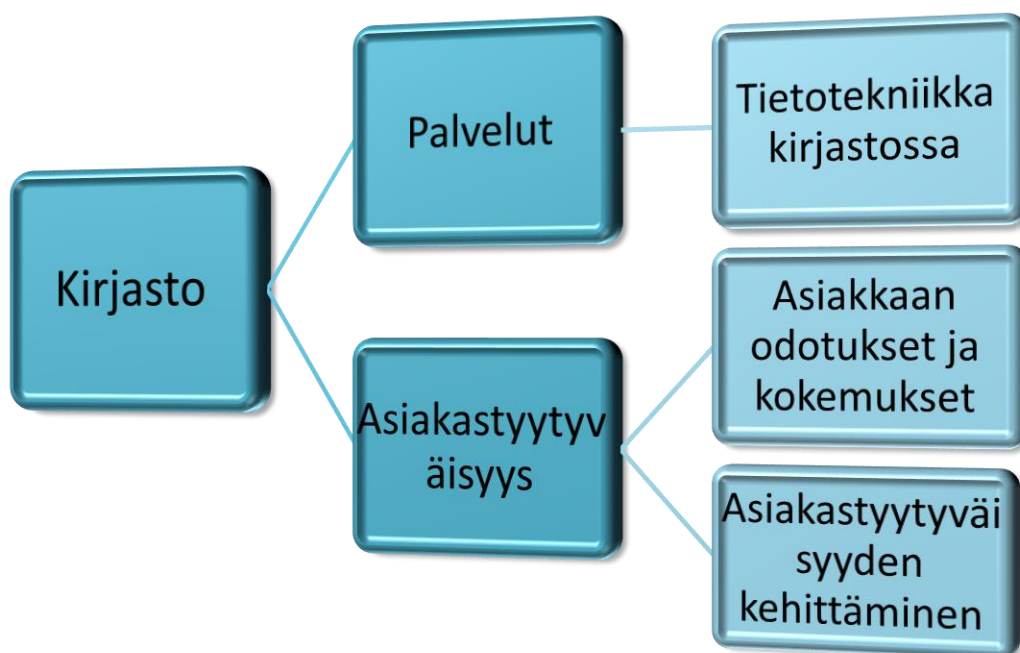 Kirjasto
Palvelut
Asiakastyytyv
äisyys
Tietotekniikka
kirjastossa
Asiakkaan
odotukset ja
kokemukset
Asiakastyytyväi
syyden
kehittäminen